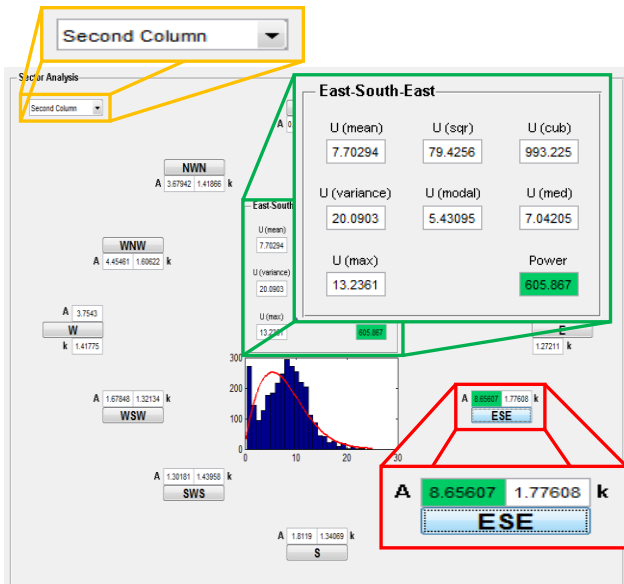 Second Column
Sector Analysis
Second Column
East-South-East
U (mean) U (sqr) U (cub)
7.70294 79.4256 993.225
U (variance) U (modal) U (med)
20.0903 5.43095 7.04205
U (max) Power
13.2361 605.867
A
NWN
A 3.67942 1.41866 k
East-South
U (mean)
7.70294
WNW
A 4.45461 1.60622 k
U (variance)
20.0903
U (max)
13.2361 605.867
A 3.7543
W
k 1.41775
E
1.27211 k
300
200
100
0
0 10 20 30
A 1.67848 1.32134 k
WSW
A 8.65607 1.77608 k
ESE
A 8.65607 1.77608 k
ESE
A 1.30181 1.43958 k
SWS
A 1.8119 1.34069 k
S